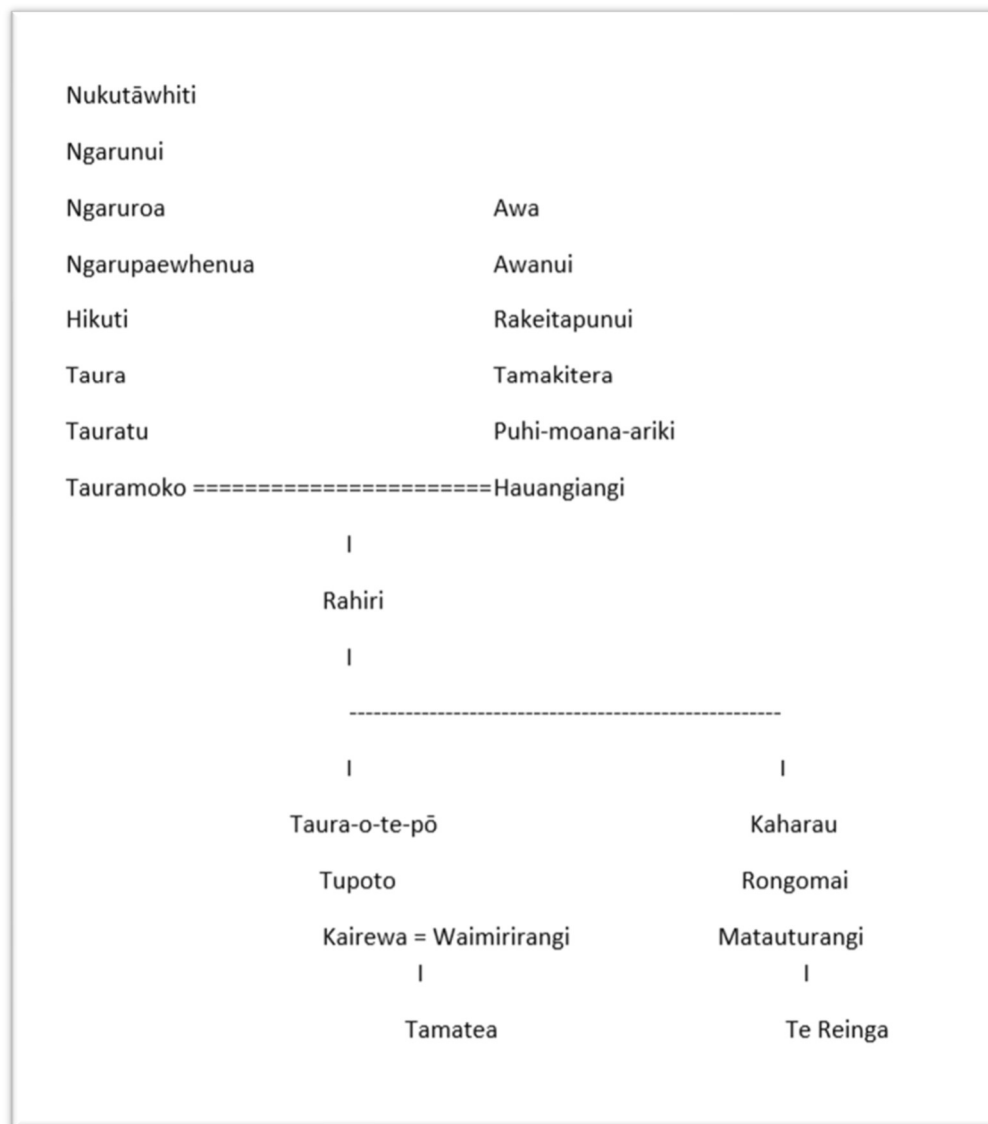 Nukutāwhiti
Ngarunui
Ngaruroa Awa
Ngarupaewhenua Awanui
Hikuti Rakeitapunui
Taura Tamakitera
Tauratu Puhi-moana-ariki
Tauramoko =======================Hauangiangi
I
Rahiri
I
------------------------------------------------------
I I
Taura-o-te-pō Kaharau
Tupoto Rongomai
Kairewa = Waimirirangi Matauturangi
I I
Tamatea Te Reinga